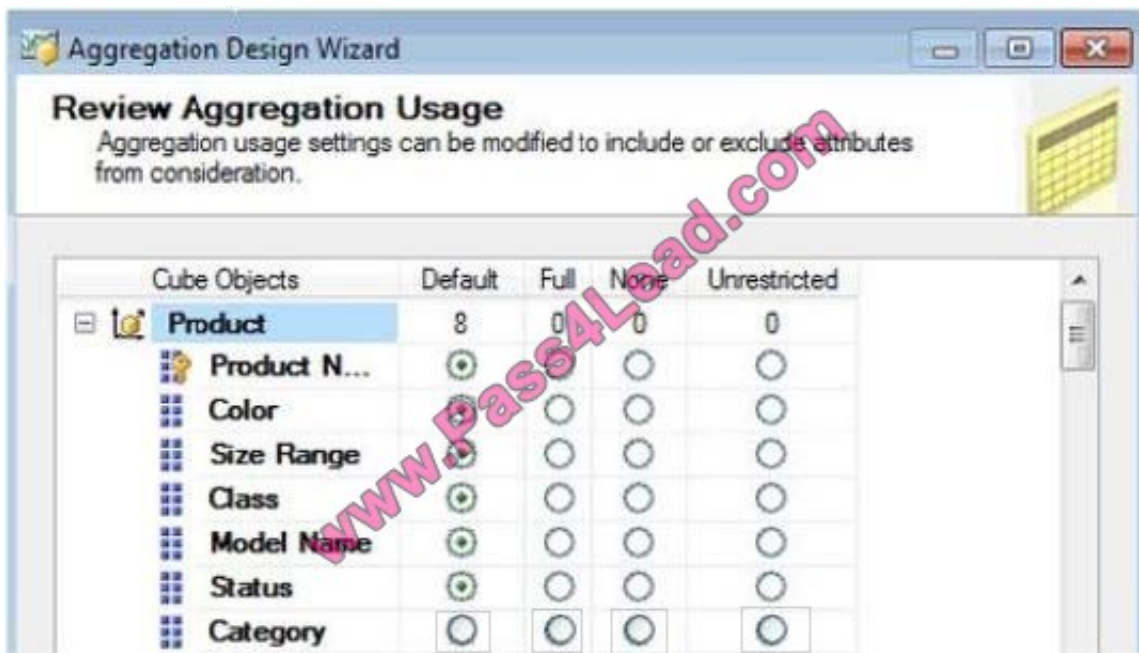 Aggregation Design Wizard
Review Aggregation Usage
Aggregation usage settings can be modified to include or exclude attributes
from consideration.
Cube Objects Default Full None Unrestricted
Product 8 0 0 0
Product N...
Color
Size Range
Class
Model Name
Status
Category
www.Pass4Lead.com